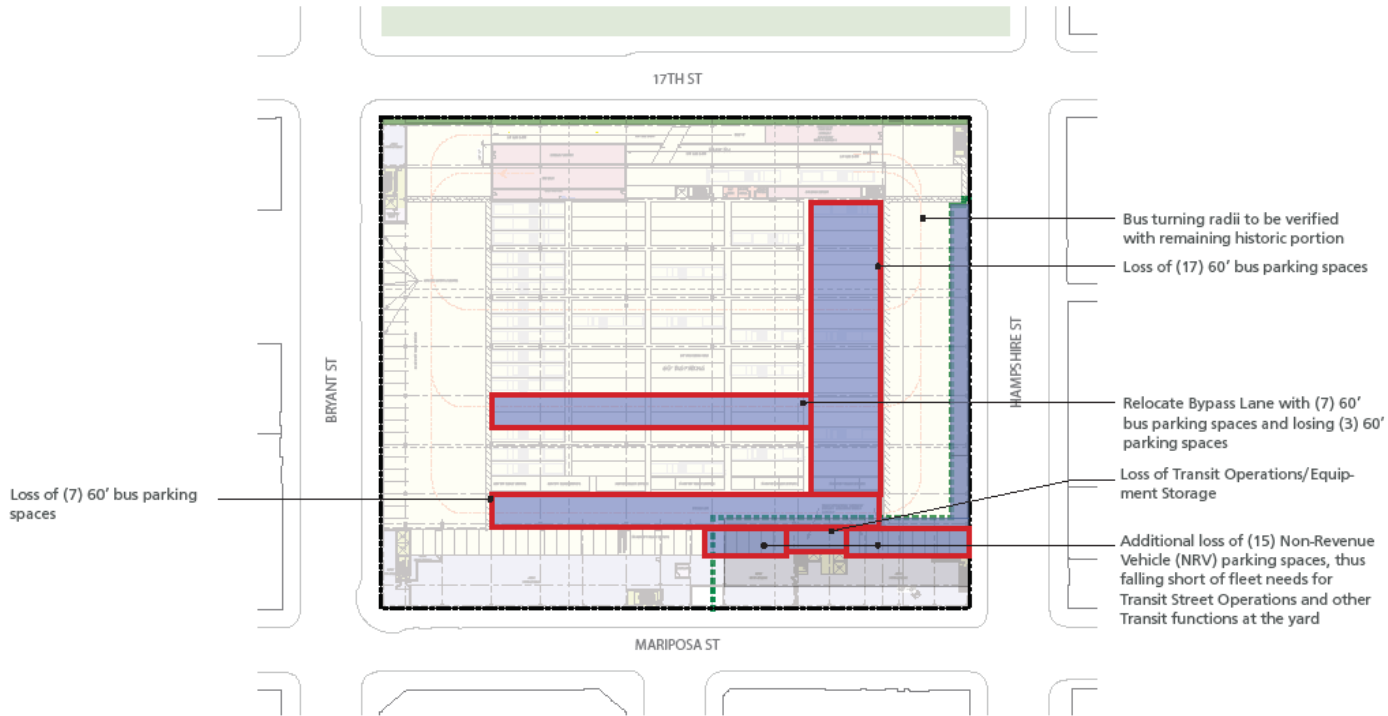 17TH ST
Bus turning radii to be verified
with remaining historic portion
Loss of (17) 60’ bus parking spaces
BRYANT ST
HAMPSHIRE ST
Relocate Bypass Lane with (7) 60’
bus parking spaces and losing (3) 60’
parking spaces
Loss of Transit Operations/Equip-
ment Storage
Loss of (7) 60’ bus parking
spaces
Additional loss of (15) Non-Revenue
Vehicle (NRV) parking spaces, thus
falling short of fleet needs for
Transit Street Operations and other
Transit functions at the yard
MARIPOSA ST